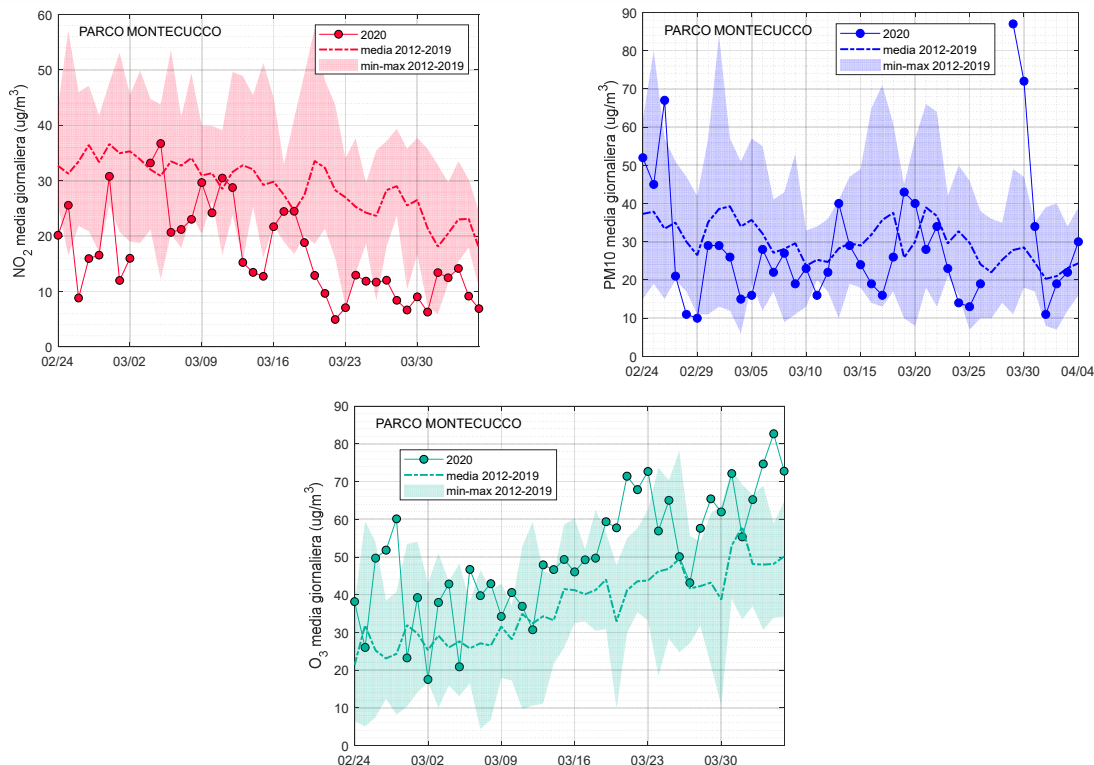 PARCO MONTECUCCO
2020
media 2012-2019
min-max 2012-2019
NO2 media giornaliera (ug/m3)
60
50
40
30
20
10
0
02/24 03/02 03/09 03/16 03/23 03/30
PARCO MONTECUCCO
2020
media 2012-2019
min-max 2012-2019
PM10 media giornaliera (ug/m3)
90
80
70
60
50
40
30
20
10
0
02/24 02/29 03/05 03/10 03/15 03/20 03/25 03/30 04/04
PARCO MONTECUCCO
2020
media 2012-2019
min-max 2012-2019
O3 media giornaliera (ug/m3)
90
80
70
60
50
40
30
20
10
0
02/24 03/02 03/09 03/16 03/23 03/30